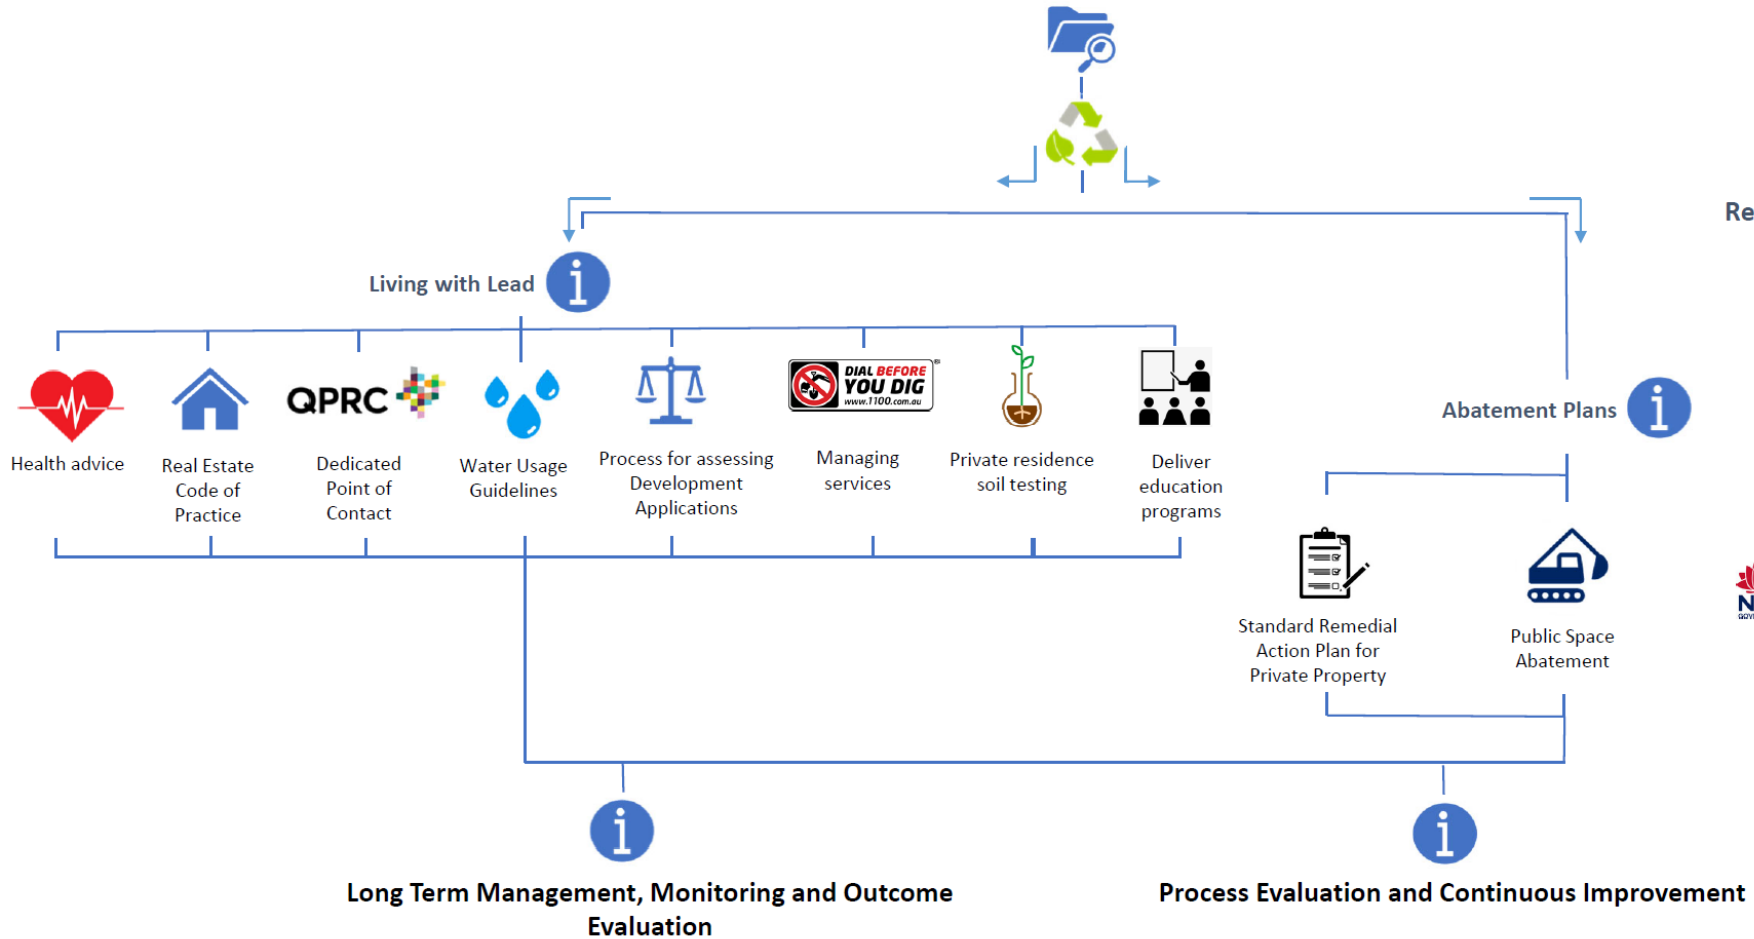 Re
Living with Lead
QPRC
DIAL BEFORE
YOU DIG
www.1100.com.au
Health advice
Real Estate
Code of
Practice
Dedicated
Point of
Contact
Water Usage
Guidelines
Process for assessing
Development
Applications
Managing
services
Private residence
soil testing
Deliver
education
programs
Abatement Plans
Standard Remedial
Action Plan for
Private Property
Public Space
Abatement
Long Term Management, Monitoring and Outcome
Evaluation
Process Evaluation and Continuous Improvement